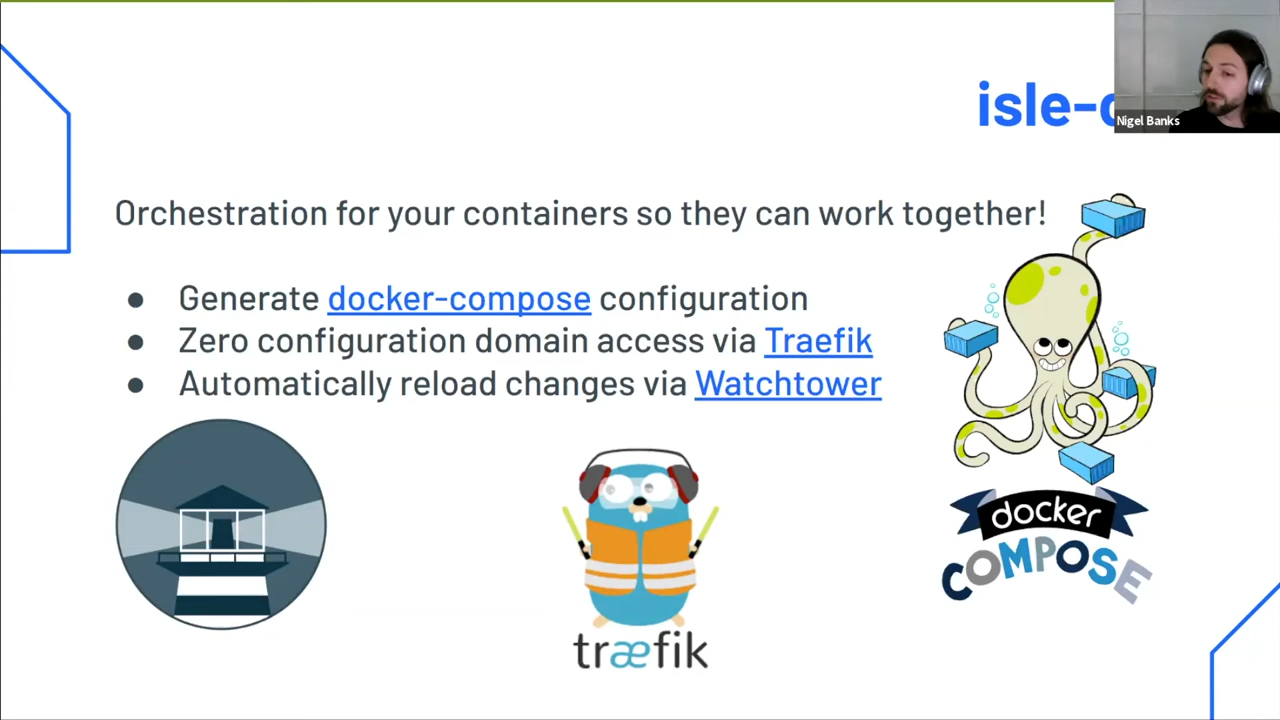 isle-
Nigel Banks
Orchestration for your containers so they can work together!
● Generate docker-compose configuration
● Zero configuration domain access via Traefik
● Automatically reload changes via Watchtower
docker
COMPOSE
træfik